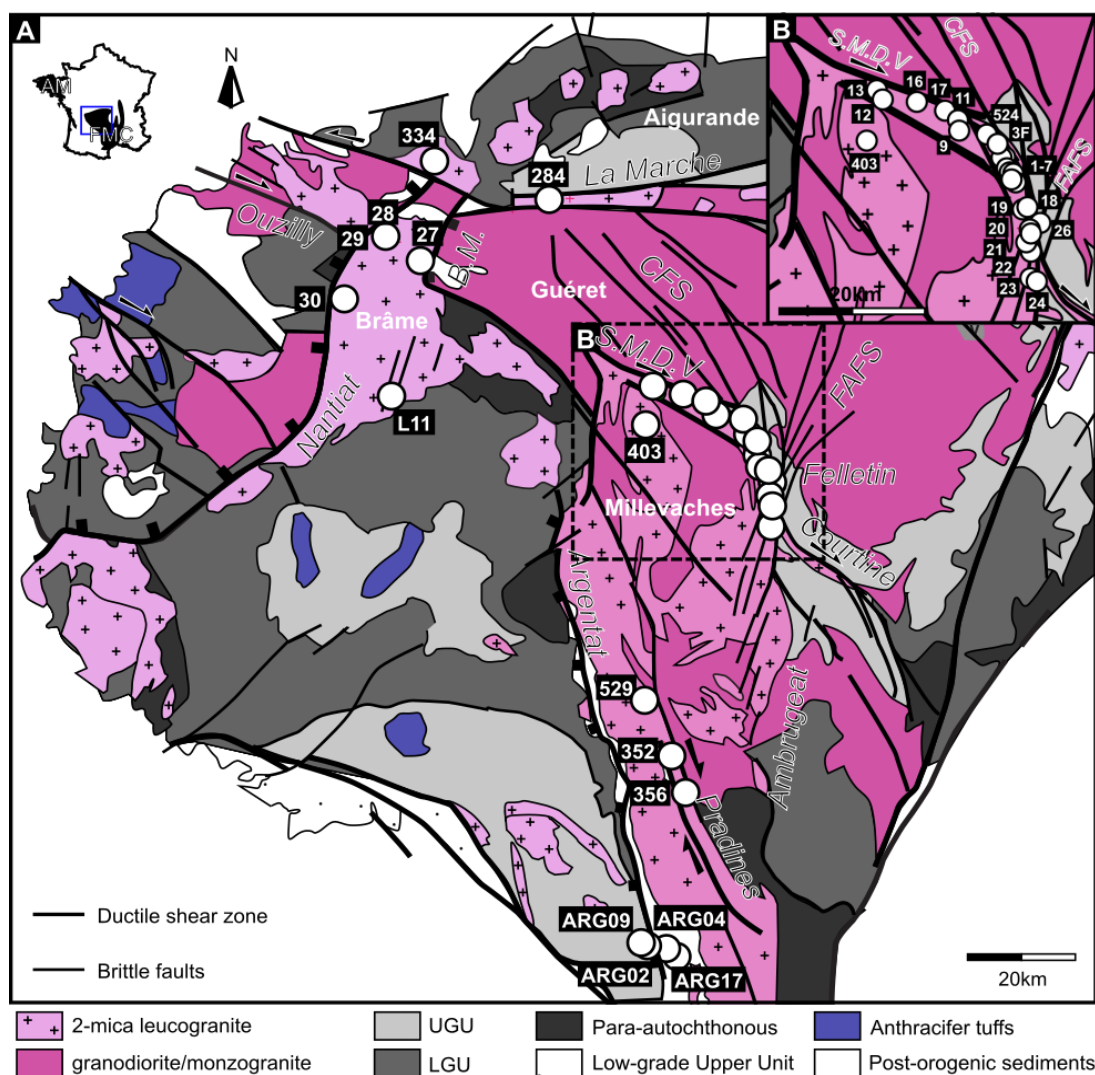 A
AM
FMC
N
334
Aigurande
La Marche
284
Ouzilly
28
29
27
B.M.
30
Brâme
Guéret
CFS
Nantiat
L11
B
S.M.D.V
FAFS
403
Felletin
Millevaches
Courtine
Argentat
529
352
356
Pradines
Ambrugeat
ARG09
ARG04
ARG02
ARG17
20km
Ductile shear zone
Brittle faults
B
S.M.D.V
CFS
13
16
17
11
12
524
3F
9
403
1-7
FAFS
19
18
20
26
21
22
23
24
20km
2-mica leucogranite
UGU
Para-autochthonous
Anthracifer tuffs
granodiorite/monzogranite
LGU
Low-grade Upper Unit
Post-orogenic sediments